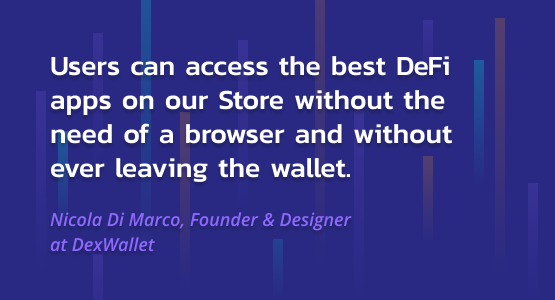 Users can access the best DeFi
apps on our Store without the
need of a browser and without
ever leaving the wallet.
Nicola Di Marco, Founder & Designer
at DexWallet